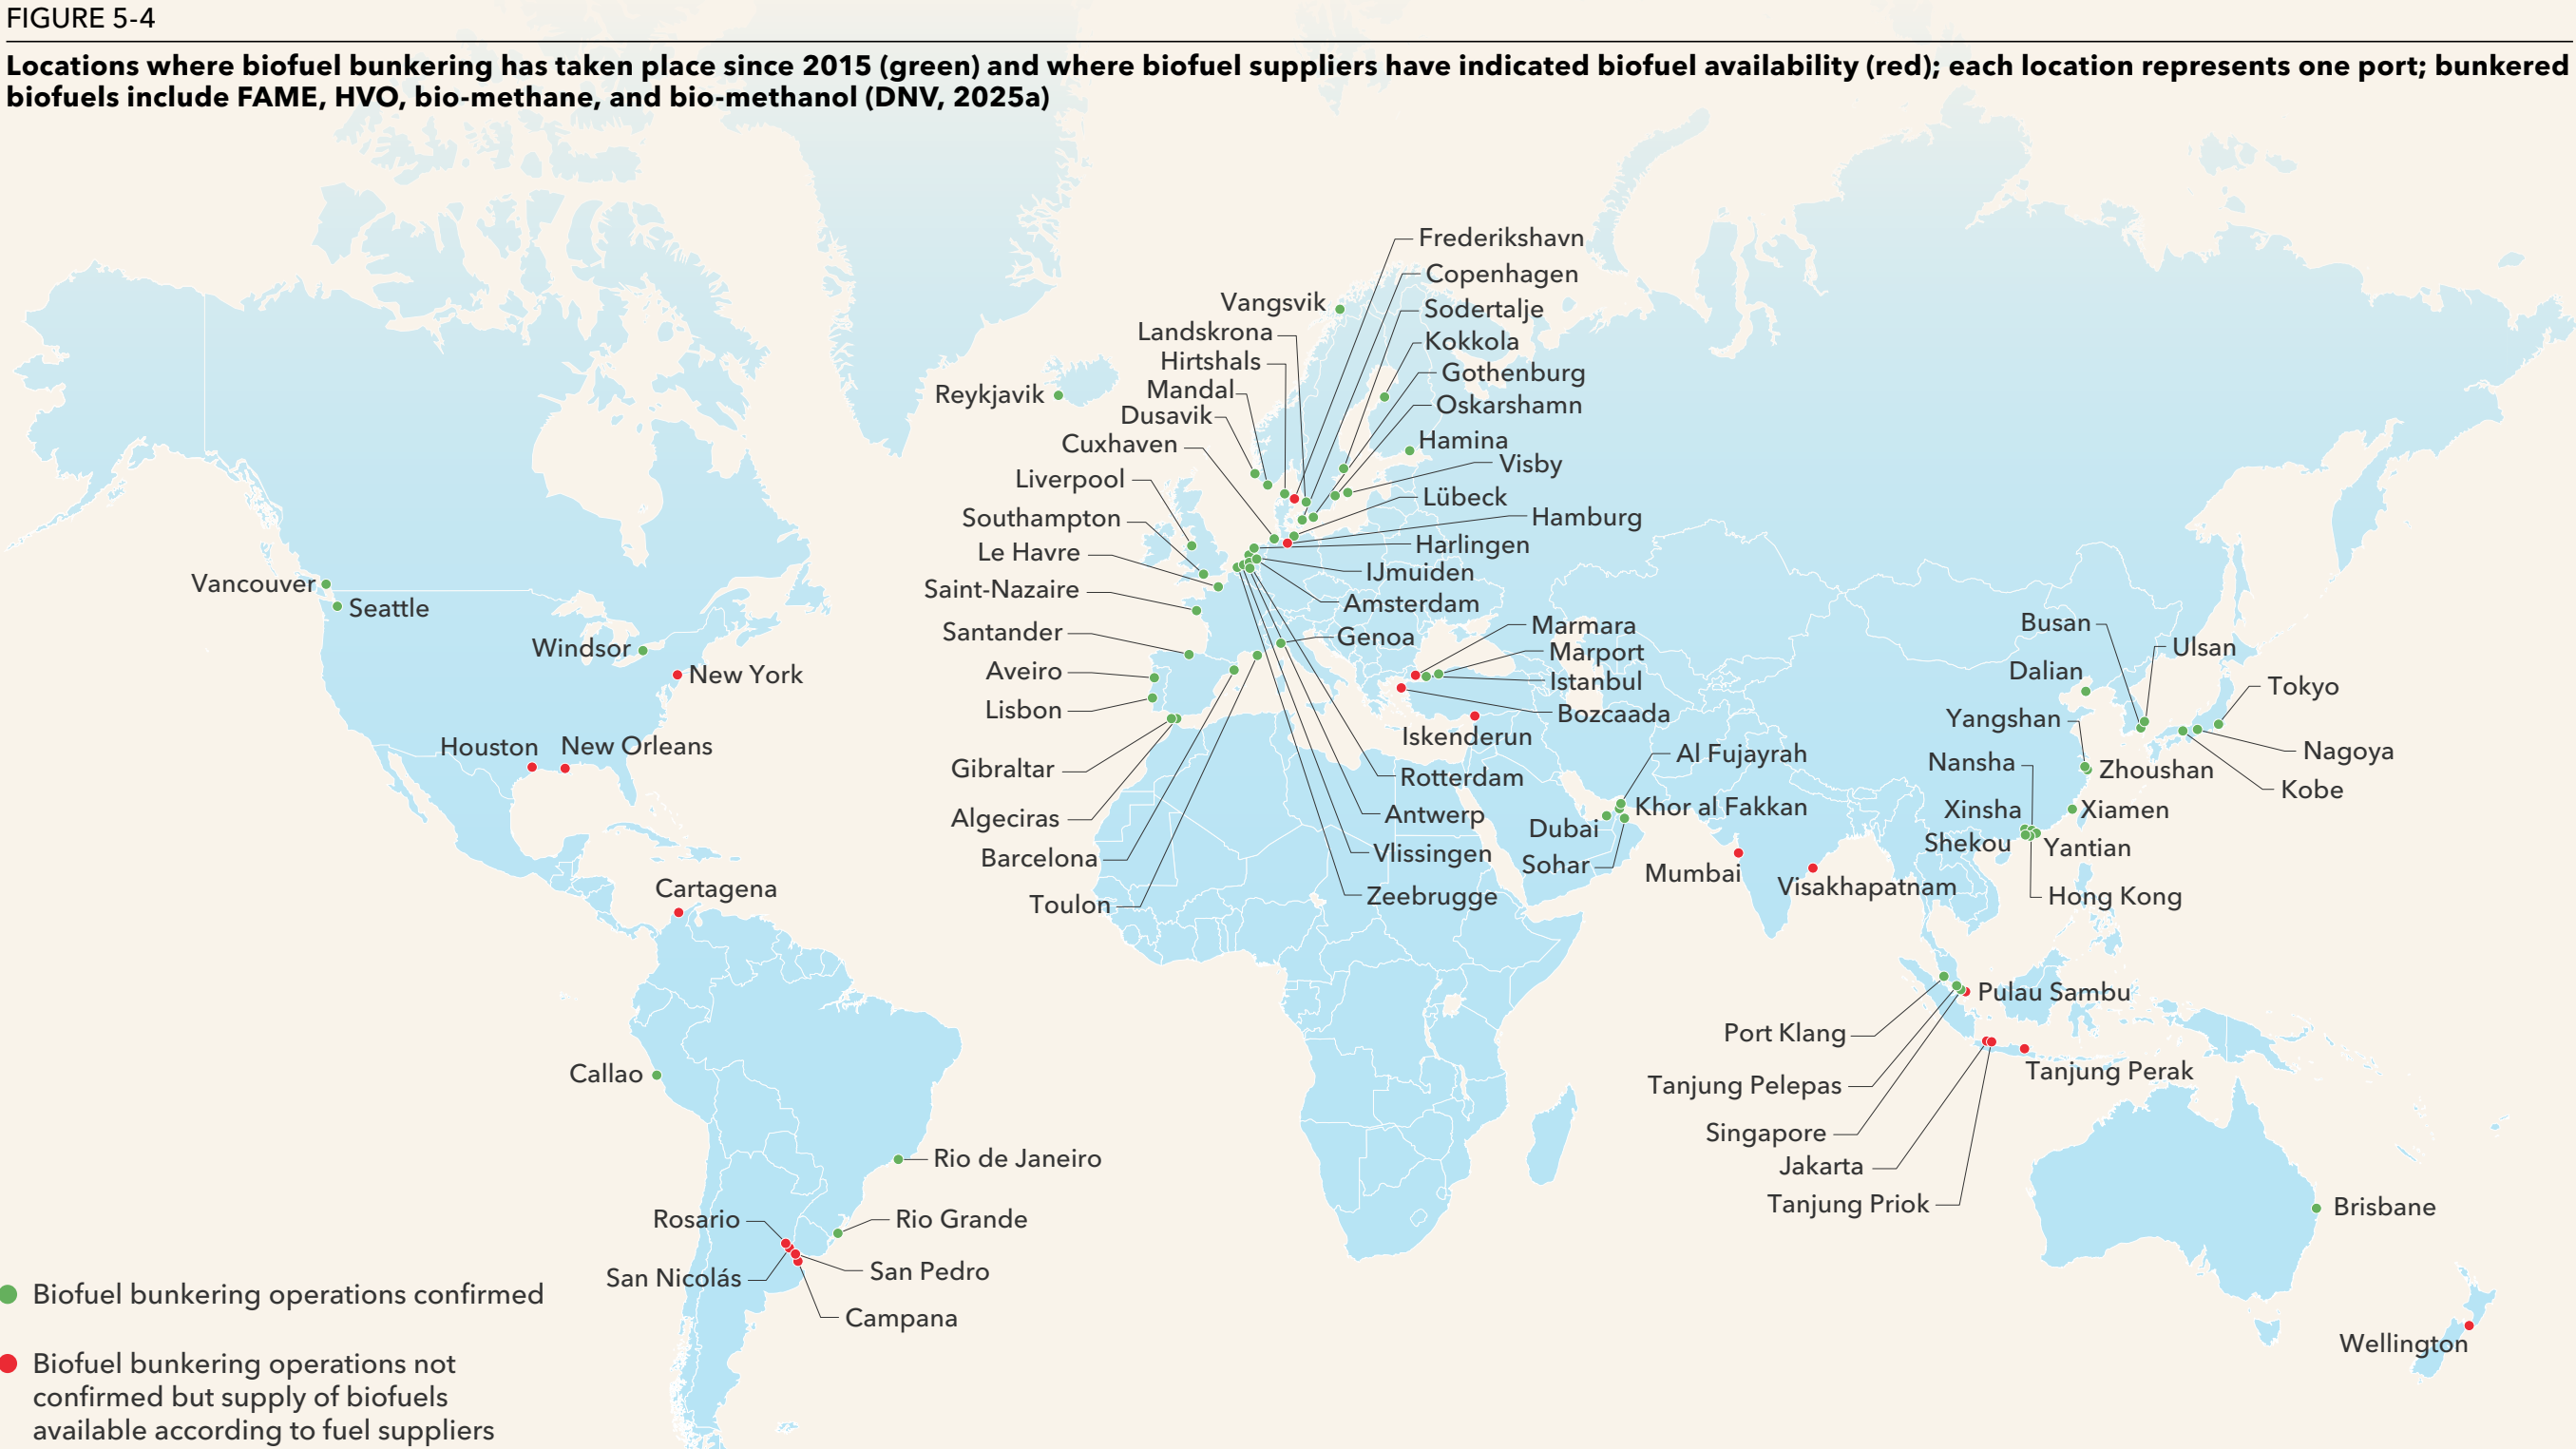 FIGURE 5-4
Locations where biofuel bunkering has taken place since 2015 (green) and where biofuel suppliers have indicated biofuel availability (red); each location represents one port; bunkered
biofuels include FAME, HVO, bio-methane, and bio-methanol (DNV, 2025a)
Frederikshavn
Copenhagen
Vangsvik
Sodertalje
Landskrona
Kokkola
Hirtshals
Gothenburg
Mandal
Reykjavik
Oskarshamn
Dusavik
Hamina
Cuxhaven
Visby
Liverpool
Lübeck
Southampton
Hamburg
Le Havre
Harlingen
IJmuiden
Vancouver
Saint-Nazaire
Amsterdam
Seattle
Marmara
Busan
Santander
Genoa
Windsor
Ulsan
Marport
Aveiro
Dalian
New York
Istanbul
Tokyo
Lisbon
Bozcaada
Yangshan
Iskenderun
Houston
New Orleans
Al Fujayrah
Nagoya
Nansha
Gibraltar
Zhoushan
Rotterdam
Kobe
Khor al Fakkan
Xinsha
Xiamen
Antwerp
Algeciras
Dubai
Shekou
Yantian
Vlissingen
Barcelona
Sohar
Mumbai
Visakhapatnam
Cartagena
Zeebrugge
Hong Kong
Toulon
Pulau Sambu
Port Klang
Callao
Tanjung Perak
Tanjung Pelepas
Singapore
Rio de Janeiro
Jakarta
Tanjung Priok
Brisbane
Rosario
Rio Grande
San Pedro
San Nicolás
Campana
Wellington
Biofuel bunkering operations confirmed
Biofuel bunkering operations not
confirmed but supply of biofuels
available according to fuel suppliers